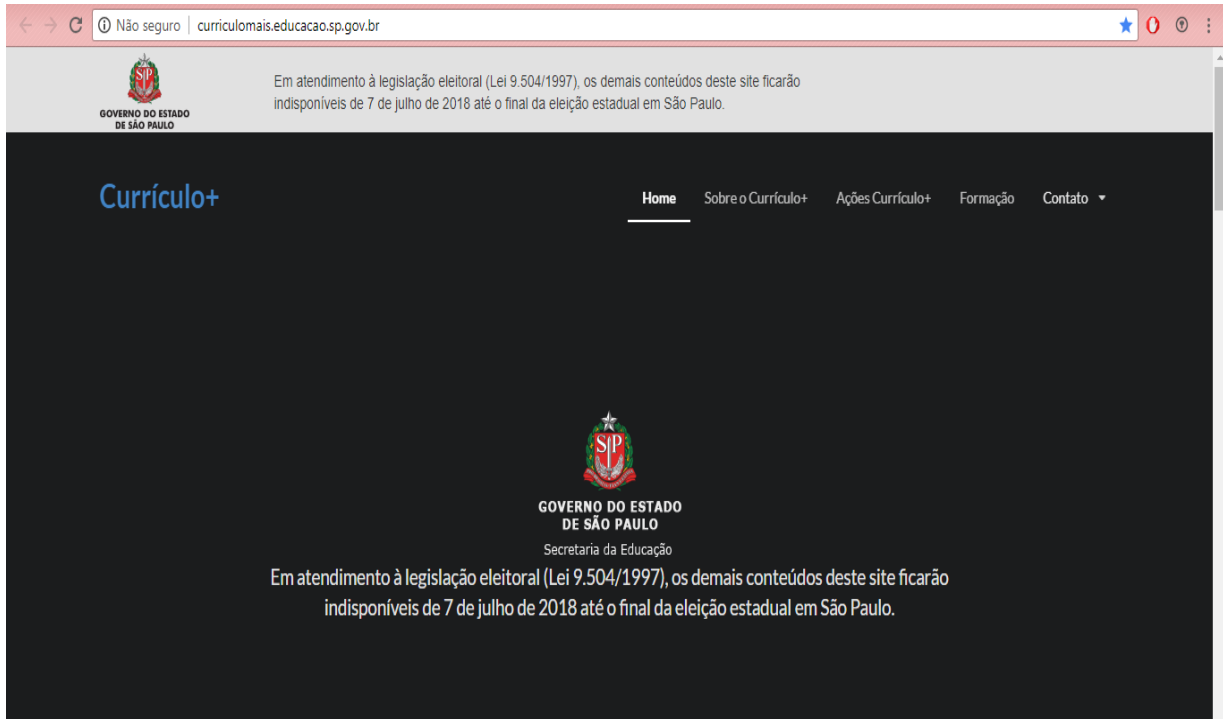 Não seguro
curriculomais.educacao.sp.gov.br
SP
GOVERNO DO ESTADO
DE SÃO PAULO
Em atendimento à legislação eleitoral (Lei 9.504/1997), os demais conteúdos deste site ficarão
indisponíveis de 7 de julho de 2018 até o final da eleição estadual em São Paulo.
Currículo+
Home Sobre o Currículo+ Ações Currículo+ Formação Contato
SP
GOVERNO DO ESTADO
DE SÃO PAULO
Secretaria da Educação
Em atendimento à legislação eleitoral (Lei 9.504/1997), os demais conteúdos deste site ficarão
indisponíveis de 7 de julho de 2018 até o final da eleição estadual em São Paulo.